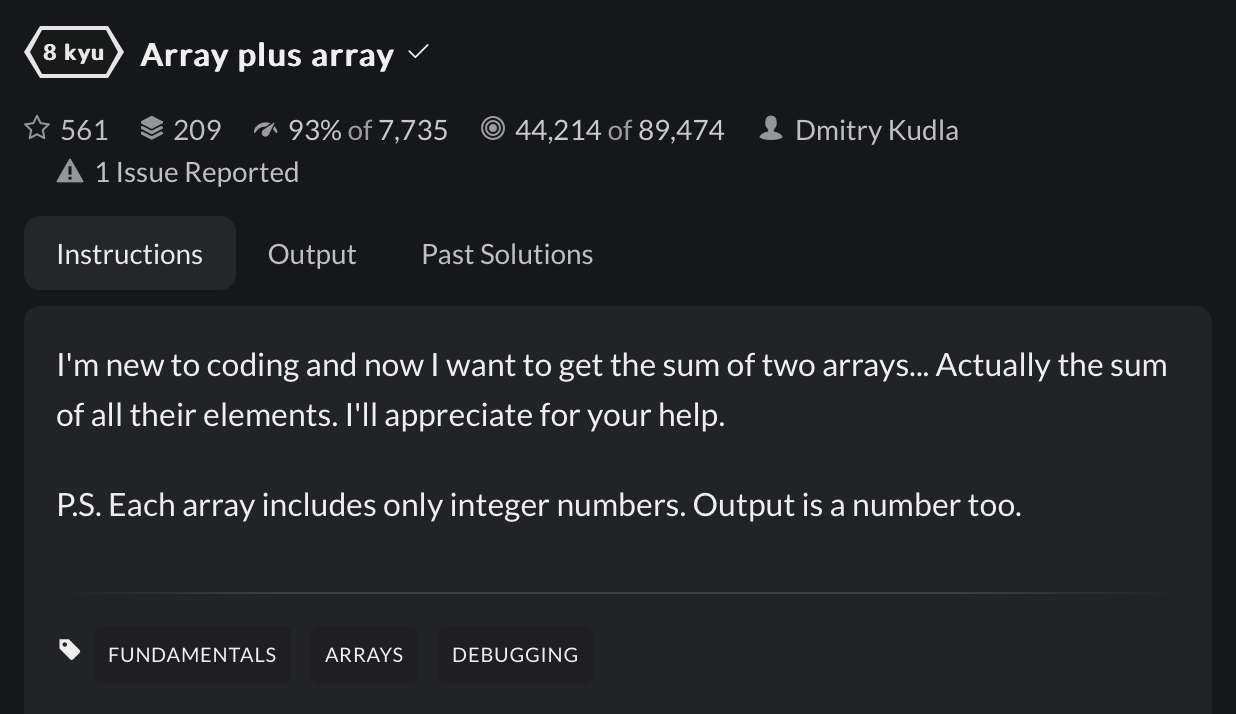 8 kyu Array plus array
561 209 93% of 7,735 44,214 of 89,474 Dmitry Kudla
1 Issue Reported
Instructions Output Past Solutions
I'm new to coding and now I want to get the sum of two arrays... Actually the sum
of all their elements. I'll appreciate for your help.
P.S. Each array includes only integer numbers. Output is a number too.
FUNDAMENTALS ARRAYS DEBUGGING